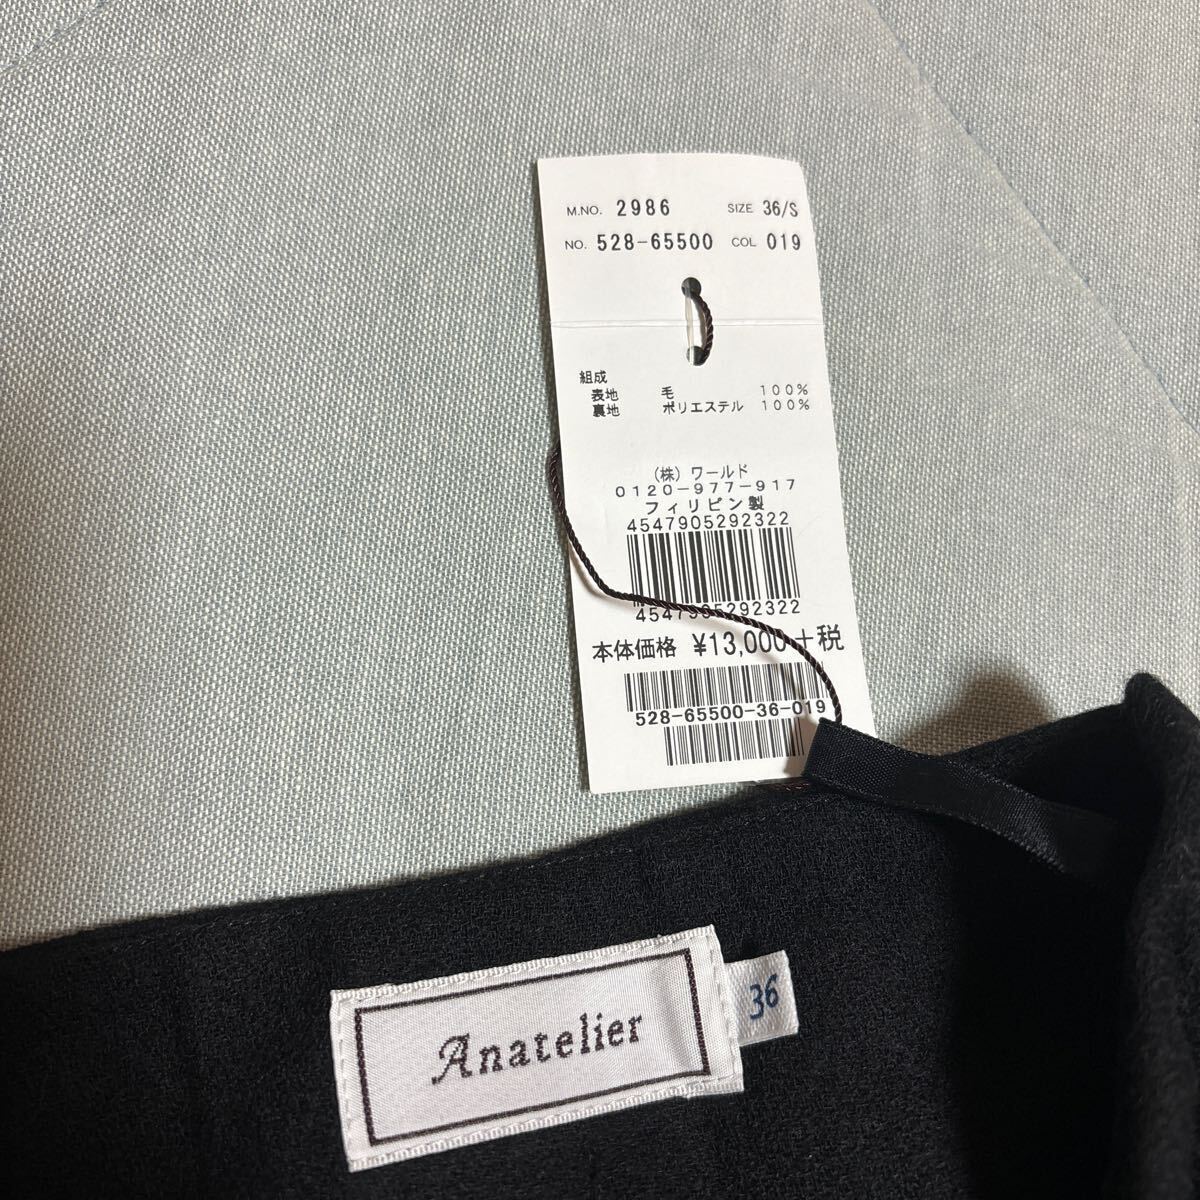 M.NO. 2986 SIZE 36/S
NO. 528-65500 COL 019
組成
表地 毛 100%
裏地 ポリエステル 100%
(株)ワールド
0120-977-917
フィリピン製
4547905292322
4547905292322
本体価格 ¥13,000+税
528-65500-36-019
Anatelier
36